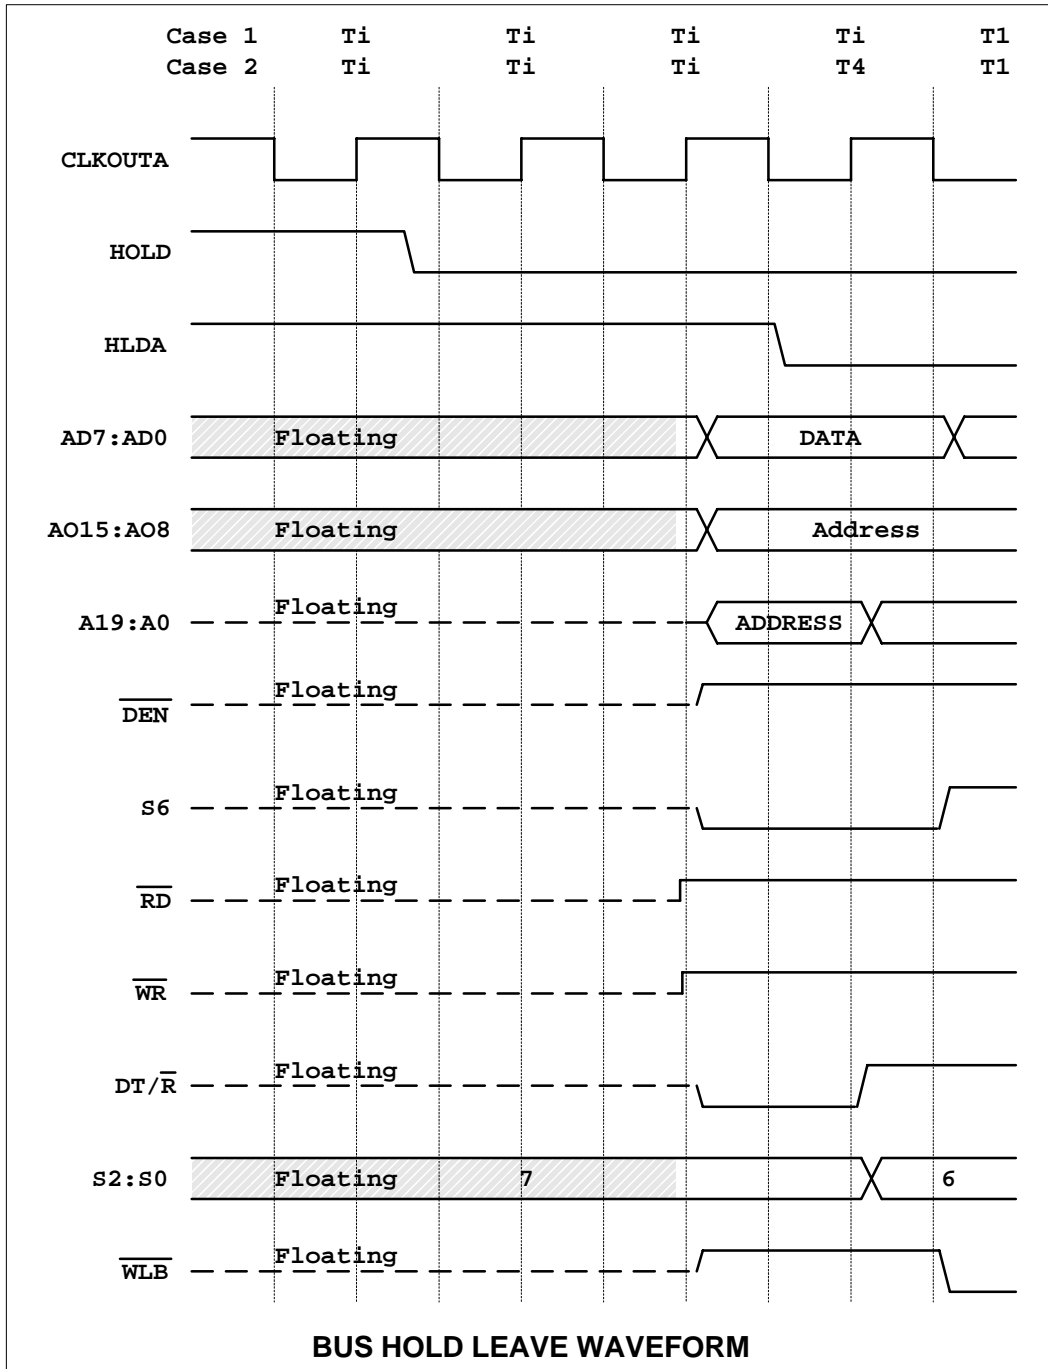 Case 1 Ti Ti Ti Ti T1
Case 2 Ti Ti Ti T4 T1
CLKOUTA
HOLD
HLDA
AD7:AD0 Floating DATA
AO15:AO8 Floating Address
A19:A0 Floating ADDRESS
DEN Floating
S6 Floating
RD Floating
WR Floating
DT/R Floating
S2:S0 Floating 7 6
WLB Floating
BUS HOLD LEAVE WAVEFORM